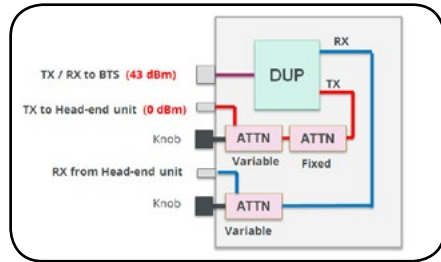 RX
TX / RX to BTS (43 dBm)
DUP
TX
TX to Head-end unit (0 dBm)
Knob
ATTN
ATTN
Variable
Fixed
RX from Head-end unit
Knob
ATTN
Variable